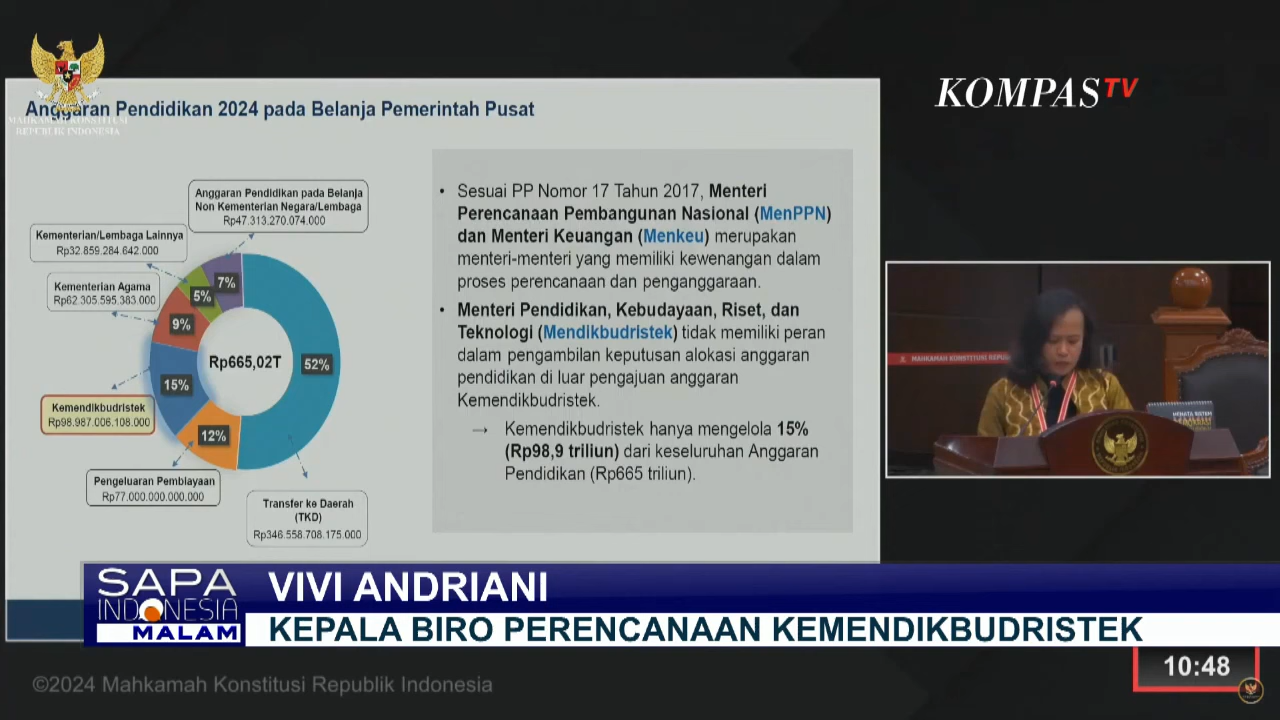 KOMPAS TV
Anggaran Pendidikan 2024 pada Belanja Pemerintah Pusat
MAHKAMAH KONSTITUSI
REPUBLIK INDONESIA
Anggaran Pendidikan pada Belanja
Non Kementerian Negara/Lembaga
Rp47.313.270.074.000
Kementerian/Lembaga Lainnya
Rp32.859.284.642.000
Kementerian Agama
Rp62.305.595.383.000
7%
5%
9%
Rp665,02T
52%
15%
Kemendikbudristek
Rp98.987.006.108.000
12%
Pengeluaran Pembiayaan
Rp77.000.000.000.000
Transfer ke Daerah
(TKD)
Rp346.558.708.175.000
• Sesuai PP Nomor 17 Tahun 2017, Menteri
Perencanaan Pembangunan Nasional (MenPPN)
dan Menteri Keuangan (Menkeu) merupakan
menteri-menteri yang memiliki kewenangan dalam
proses perencanaan dan penganggaraan.
• Menteri Pendidikan, Kebudayaan, Riset, dan
Teknologi (Mendikbudristek) tidak memiliki peran
dalam pengambilan keputusan alokasi anggaran
pendidikan di luar pengajuan anggaran
Kemendikbudristek.
→ Kemendikbudristek hanya mengelola 15%
(Rp98,9 triliun) dari keseluruhan Anggaran
Pendidikan (Rp665 triliun).
MAHKAMAH KONSTITUSI REPUBL
SAPA
INDONESIA
MALAM
VIVI ANDRIANI
KEPALA BIRO PERENCANAAN KEMENDIKBUDRISTEK
10:48
©2024 Mahkamah Konstitusi Republik Indonesia